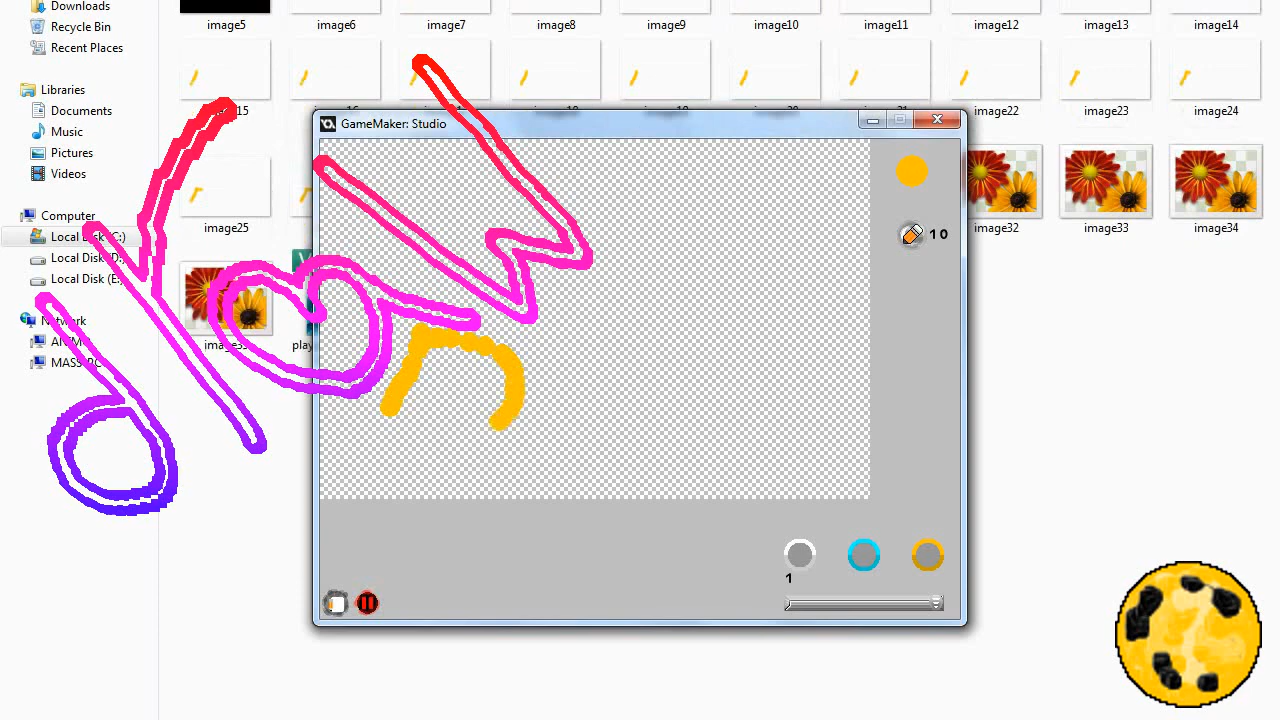 Downloads
Recycle Bin
Recent Places
Libraries
Documents
Music
Pictures
Videos
Computer
Local Disk (C:)
Local Disk (D:)
Local Disk (E:)
Network
image5 image6 image7 image8 image9 image10 image11 image12 image13 image14
image22 image23 image24
image25 image32 image33 image34
play
GameMaker: Studio
10
1